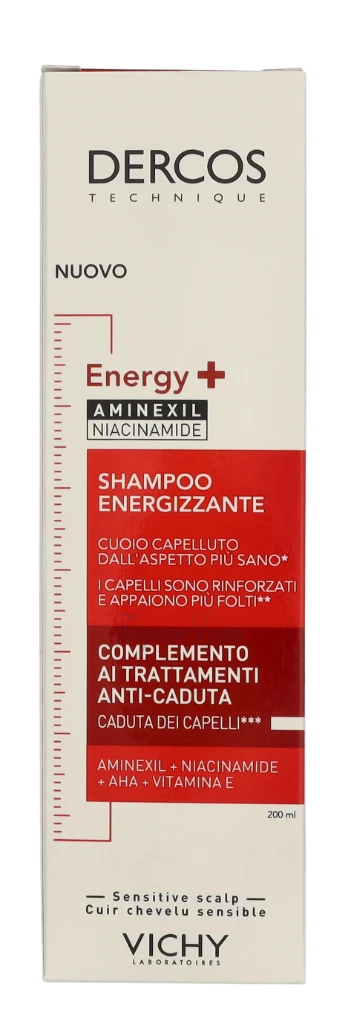 DERCOS
TECHNIQUE
NUOVO
Energy +
AMINEXIL
NIACINAMIDE
SHAMPOO
ENERGIZZANTE
CUOIO CAPELLUTO
DALL'ASPETTO PIÙ SANO*
I CAPELLI SONO RINFORZATI
E APPAIONO PIÙ FOLTI**
COMPLEMENTO
AI TRATTAMENTI
ANTI-CADUTA
CADUTA DEI CAPELLI***
AMINEXIL + NIACINAMIDE
+ AHA + VITAMINA E
200 ml
— Sensitive scalp —
Cuir chevelu sensible
VICHY
LABORATOIRES